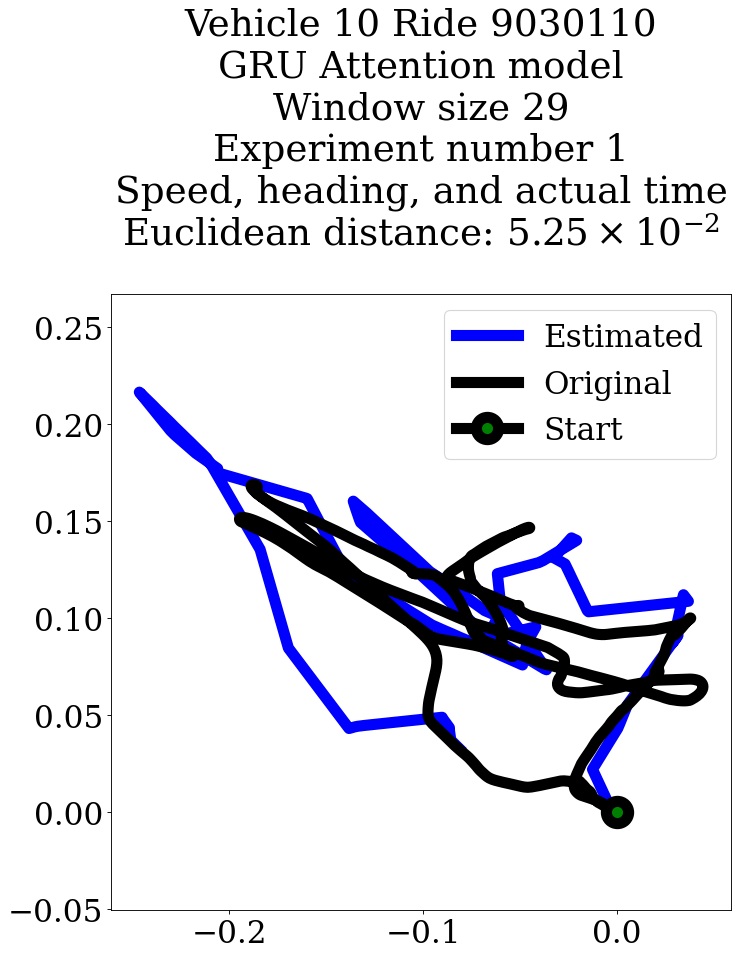 Vehicle 10 Ride 9030110
GRU Attention model
Window size 29
Experiment number 1
Speed, heading, and actual time
Euclidean distance: 5.25 × 10⁻²
Estimated
Original
Start
0.25
0.20
0.15
0.10
0.05
0.00
−0.05
−0.2
−0.1
0.0